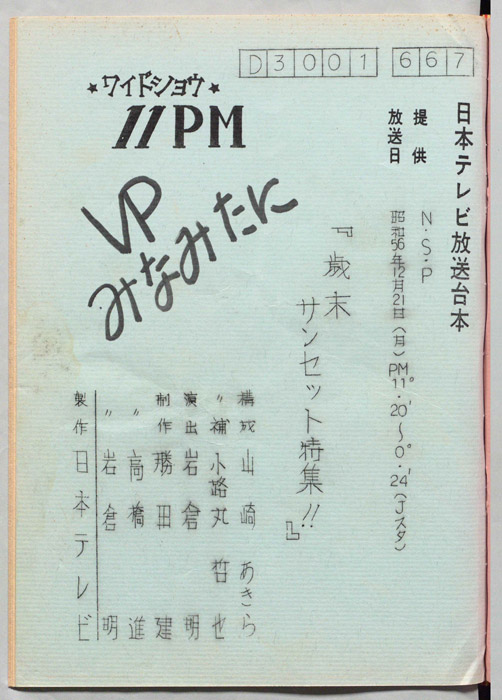 D3001 667
★ワイドショウ★
11PM
日本テレビ放送台本
提供 N・S・P
放送日 昭和56年12月21日(月)PM11°・20'〜0°・24'(Jスタ)
『歳末
サンセット特集!!』
VP
みなみたに
構成 山崎 あきら
〃補 小路丸 哲也
演出 岩倉 明
制作 勝田 建
〃 高橋 進
〃 岩倉 明
製作 日本テレビ